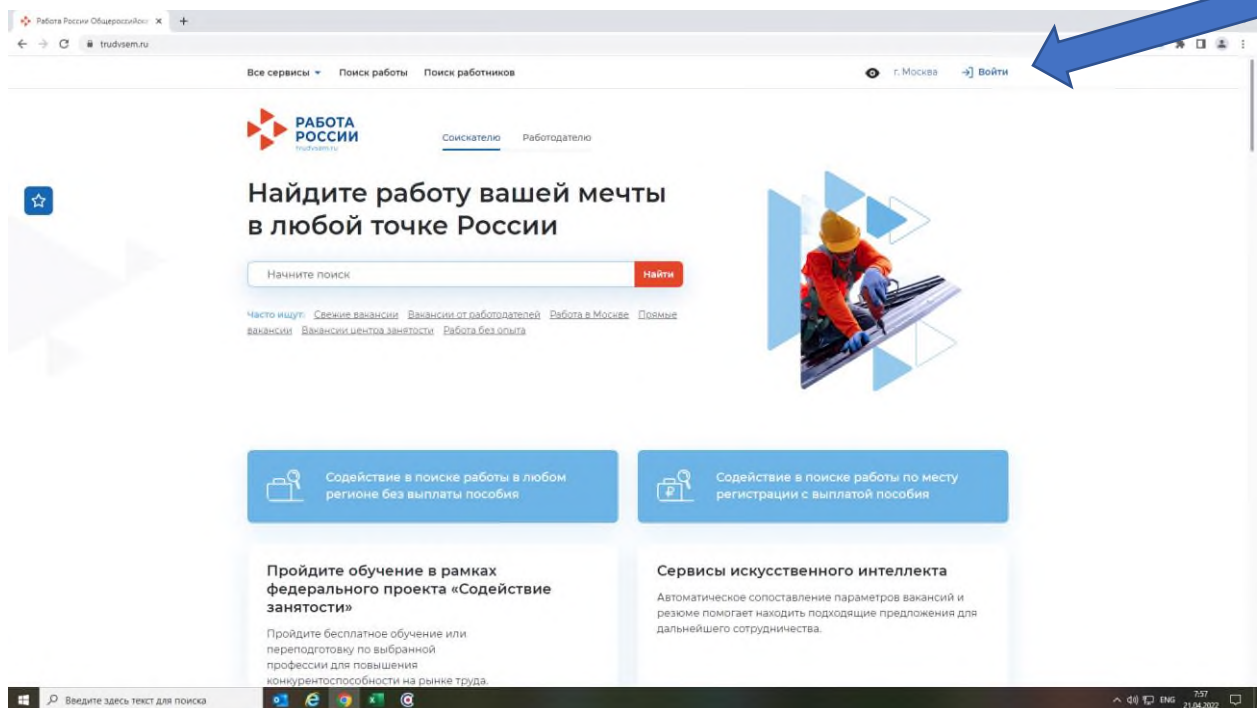 Работа России Общероссийск
trudvsem.ru
Все сервисы Поиск работы Поиск работников г. Москва Войти
РАБОТА
РОССИИ
trudvsem.ru
Соискателю Работодателю
Найдите работу вашей мечты
в любой точке России
Начните поиск Найти
Часто ищут: Свежие вакансии Вакансии от работодателей Работа в Москве Прямые
вакансии Вакансии центра занятости Работа без опыта
Содействие в поиске работы в любом
регионе без выплаты пособия
Содействие в поиске работы по месту
регистрации с выплатой пособия
Пройдите обучение в рамках
федерального проекта «Содействие
занятости»
Пройдите бесплатное обучение или
переподготовку по выбранной
профессии для повышения
конкурентоспособности на рынке труда.
Сервисы искусственного интеллекта
Автоматическое сопоставление параметров вакансий и
резюме помогает находить подходящие предложения для
дальнейшего сотрудничества.
Введите здесь текст для поиска
ENG
7:57
21.04.2022